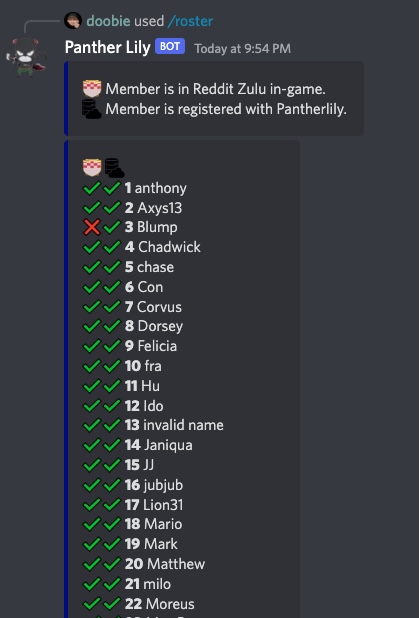 doobie used /roster
Panther Lily BOT Today at 9:54 PM
Member is in Reddit Zulu in-game.
Member is registered with Pantherlily.
1 anthony
2 Axys13
3 Blump
4 Chadwick
5 chase
6 Con
7 Corvus
8 Dorsey
9 Felicia
10 fra
11 Hu
12 Ido
13 invalid name
14 Janiqua
15 JJ
16 jubjub
17 Lion31
18 Mario
19 Mark
20 Matthew
21 milo
22 Moreus